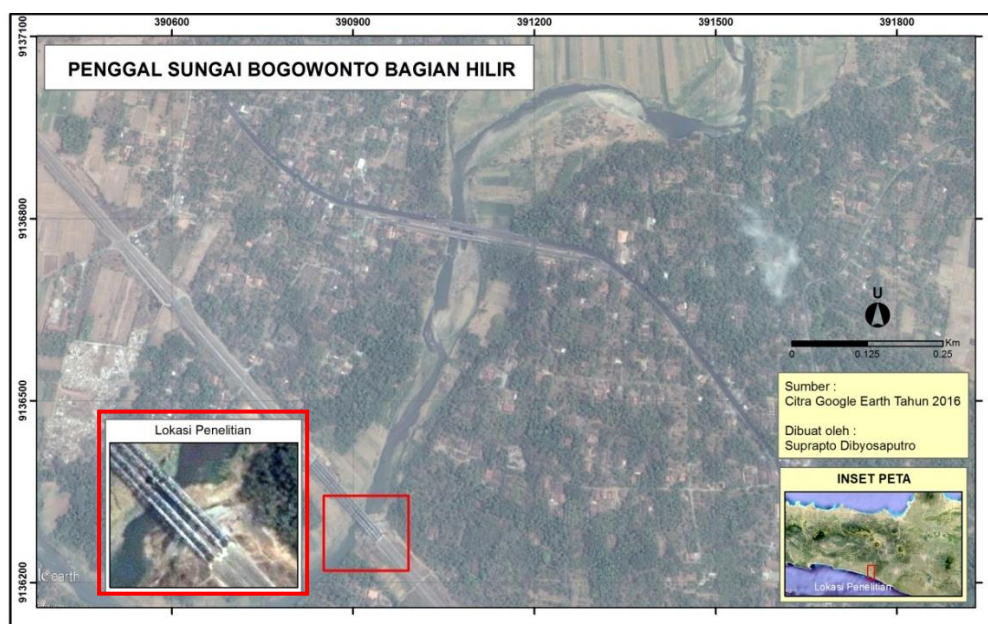 390600 390900 391200 391500 391800
9137100
9136800
9136500
9136200
PENGGAL SUNGAI BOGOWONTO BAGIAN HILIR
U
Km
0 0.125 0.25
Sumber :
Citra Google Earth Tahun 2016
Dibuat oleh :
Suprapto Dibyosaputro
Lokasi Penelitian
INSET PETA
Lokasi Penelitian
earth